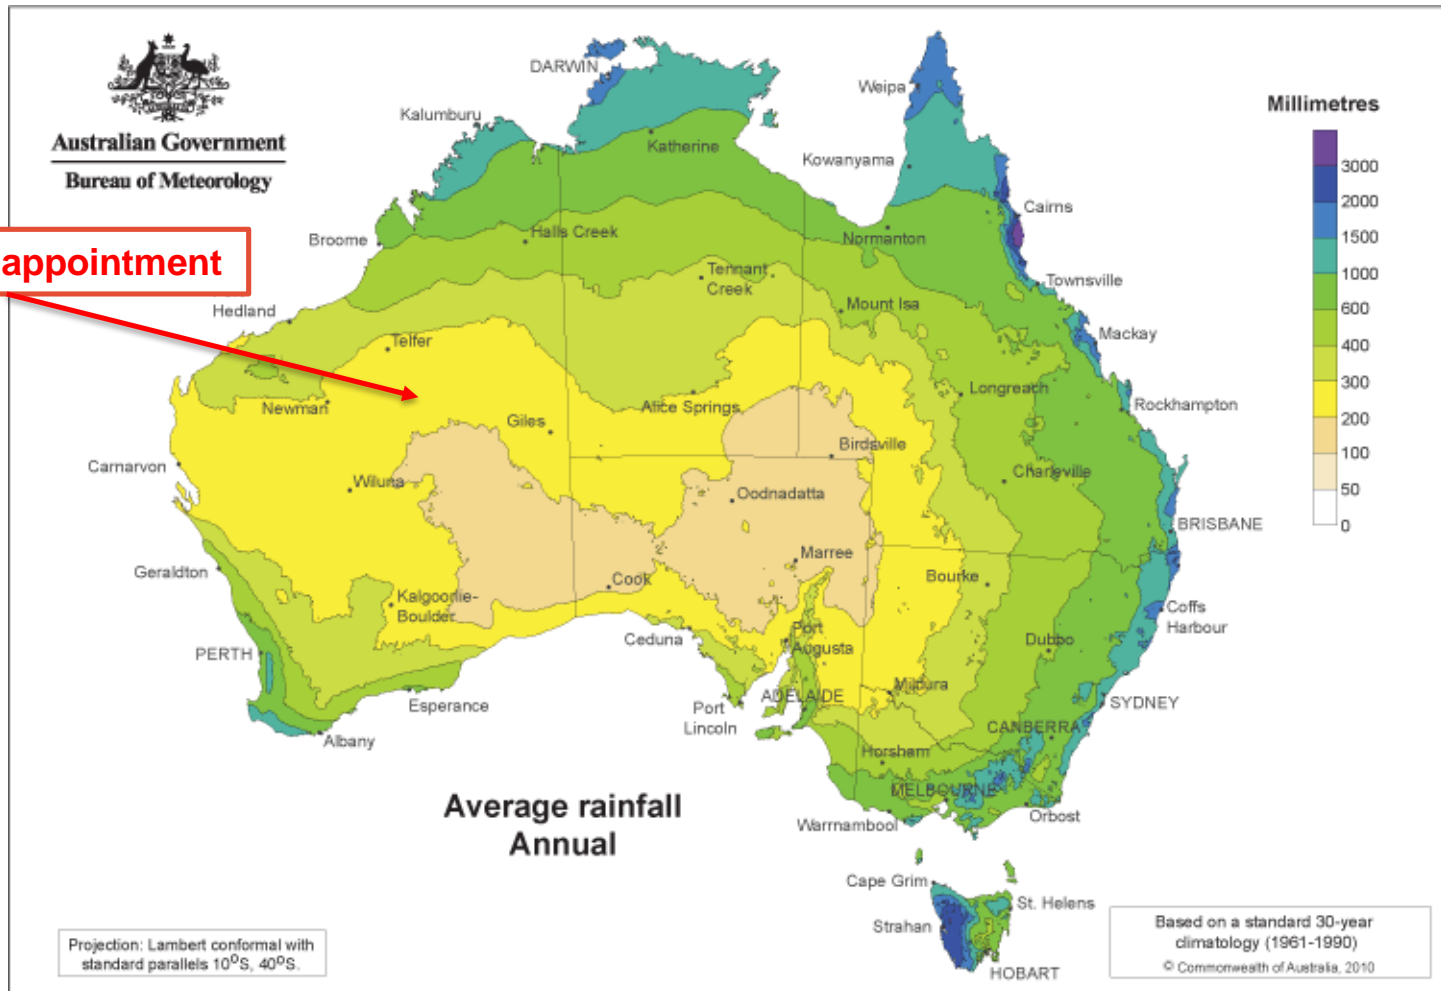 Australian Government
Bureau of Meteorology
appointment
Average rainfall
Annual
Millimetres
3000
2000
1500
1000
600
400
300
200
100
50
0
DARWIN
Kalumburu
Katherine
Weipa
Kowanyama
Cairns
Broome
Halls Creek
Normanton
Tennant
Creek
Townsville
Hedland
Mount Isa
Mackay
Telfer
Newman
Longreach
Alice Springs
Rockhampton
Giles
Birdsville
Carnarvon
Charleville
Wiluna
Oodnadatta
BRISBANE
Marree
Geraldton
Cook
Bourke
Kalgoorlie-
Boulder
Coffs
Harbour
Ceduna
Port
Augusta
Dubbo
PERTH
Mildura
ADELAIDE
SYDNEY
Esperance
Port
Lincoln
CANBERRA
Albany
Horsham
MELBOURNE
Orbost
Warrnambool
Cape Grim
St. Helens
Strahan
HOBART
Projection: Lambert conformal with
standard parallels 10°S, 40°S.
Based on a standard 30-year
climatology (1961-1990)
© Commonwealth of Australia, 2010